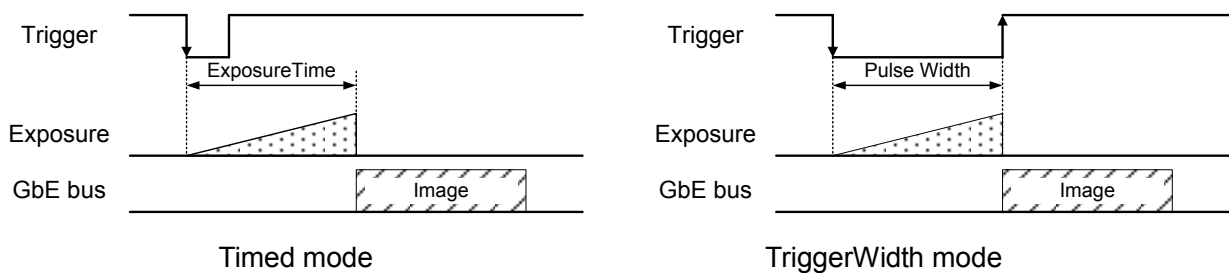 Trigger
ExposureTime
Exposure
GbE bus
Image
Timed mode
Trigger
Pulse Width
Exposure
GbE bus
Image
TriggerWidth mode